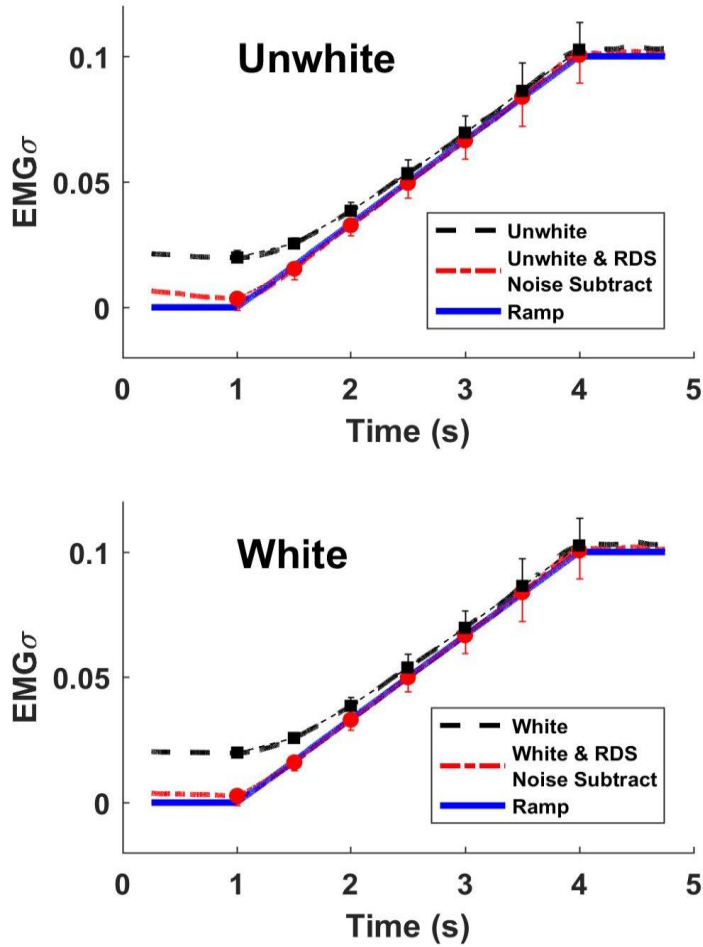 Unwhite
0.1
0.05
0
EMGσ
Unwhite
Unwhite & RDS
Noise Subtract
Ramp
0 1 2 3 4 5
Time (s)
White
0.1
0.05
0
EMGσ
White
White & RDS
Noise Subtract
Ramp
0 1 2 3 4 5
Time (s)